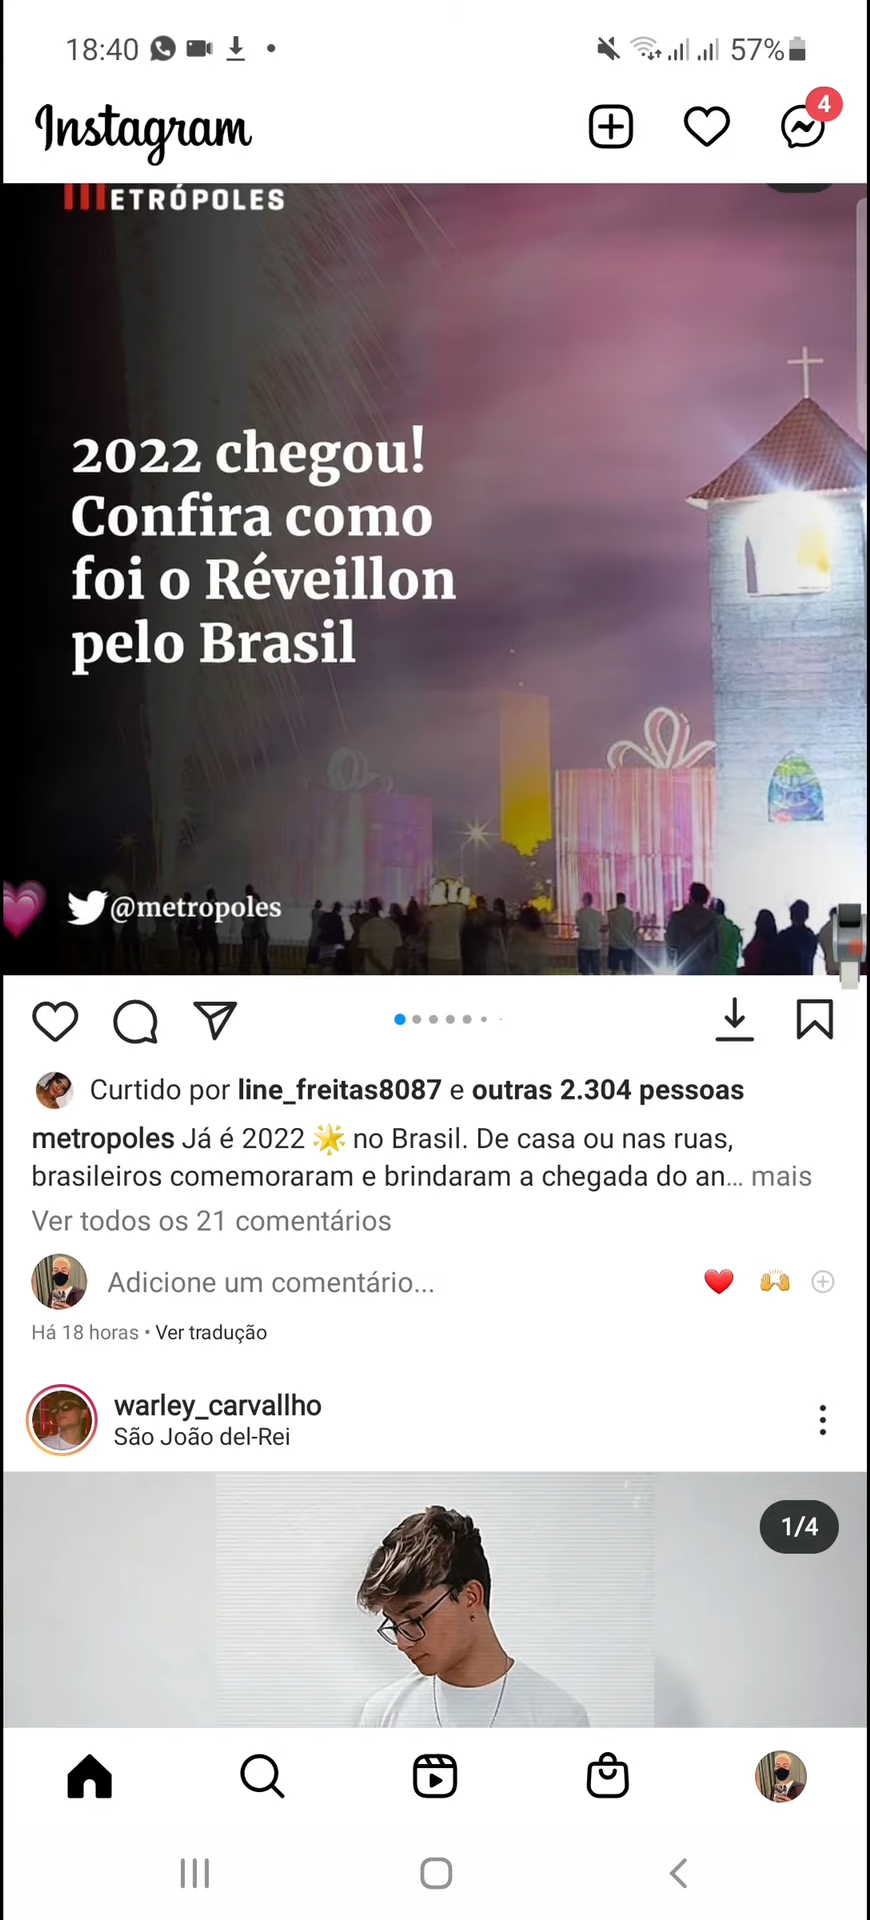 18:40
57%
Instagram
4
METRÓPOLES
2022 chegou!
Confira como
foi o Réveillon
pelo Brasil
@metropoles
Curtido por line_freitas8087 e outras 2.304 pessoas
metropoles Já é 2022 🌟 no Brasil. De casa ou nas ruas,
brasileiros comemoraram e brindaram a chegada do an... mais
Ver todos os 21 comentários
Adicione um comentário...
Há 18 horas • Ver tradução
warley_carvallho
São João del-Rei
1/4